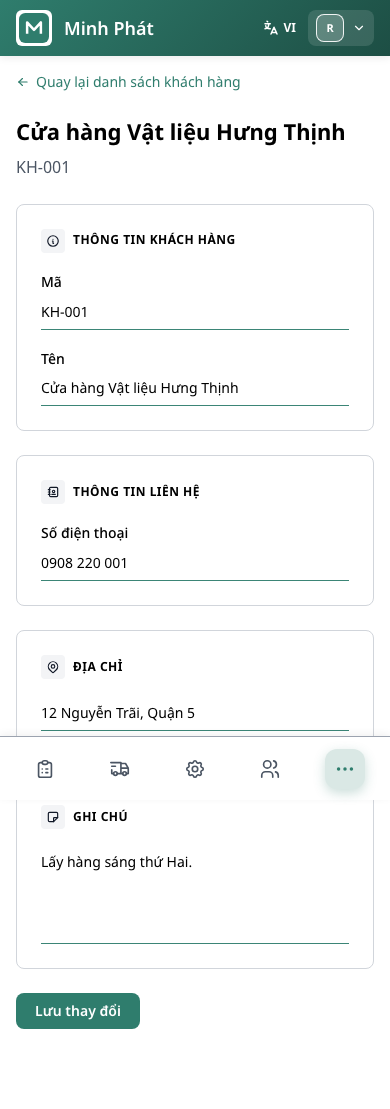 Minh Phát
VI
R
Quay lại danh sách khách hàng
Cửa hàng Vật liệu Hưng Thịnh
KH-001
THÔNG TIN KHÁCH HÀNG
Mã
KH-001
Tên
Cửa hàng Vật liệu Hưng Thịnh
THÔNG TIN LIÊN HỆ
Số điện thoại
0908 220 001
ĐỊA CHỈ
12 Nguyễn Trãi, Quận 5
GHI CHÚ
Lấy hàng sáng thứ Hai.
Lưu thay đổi